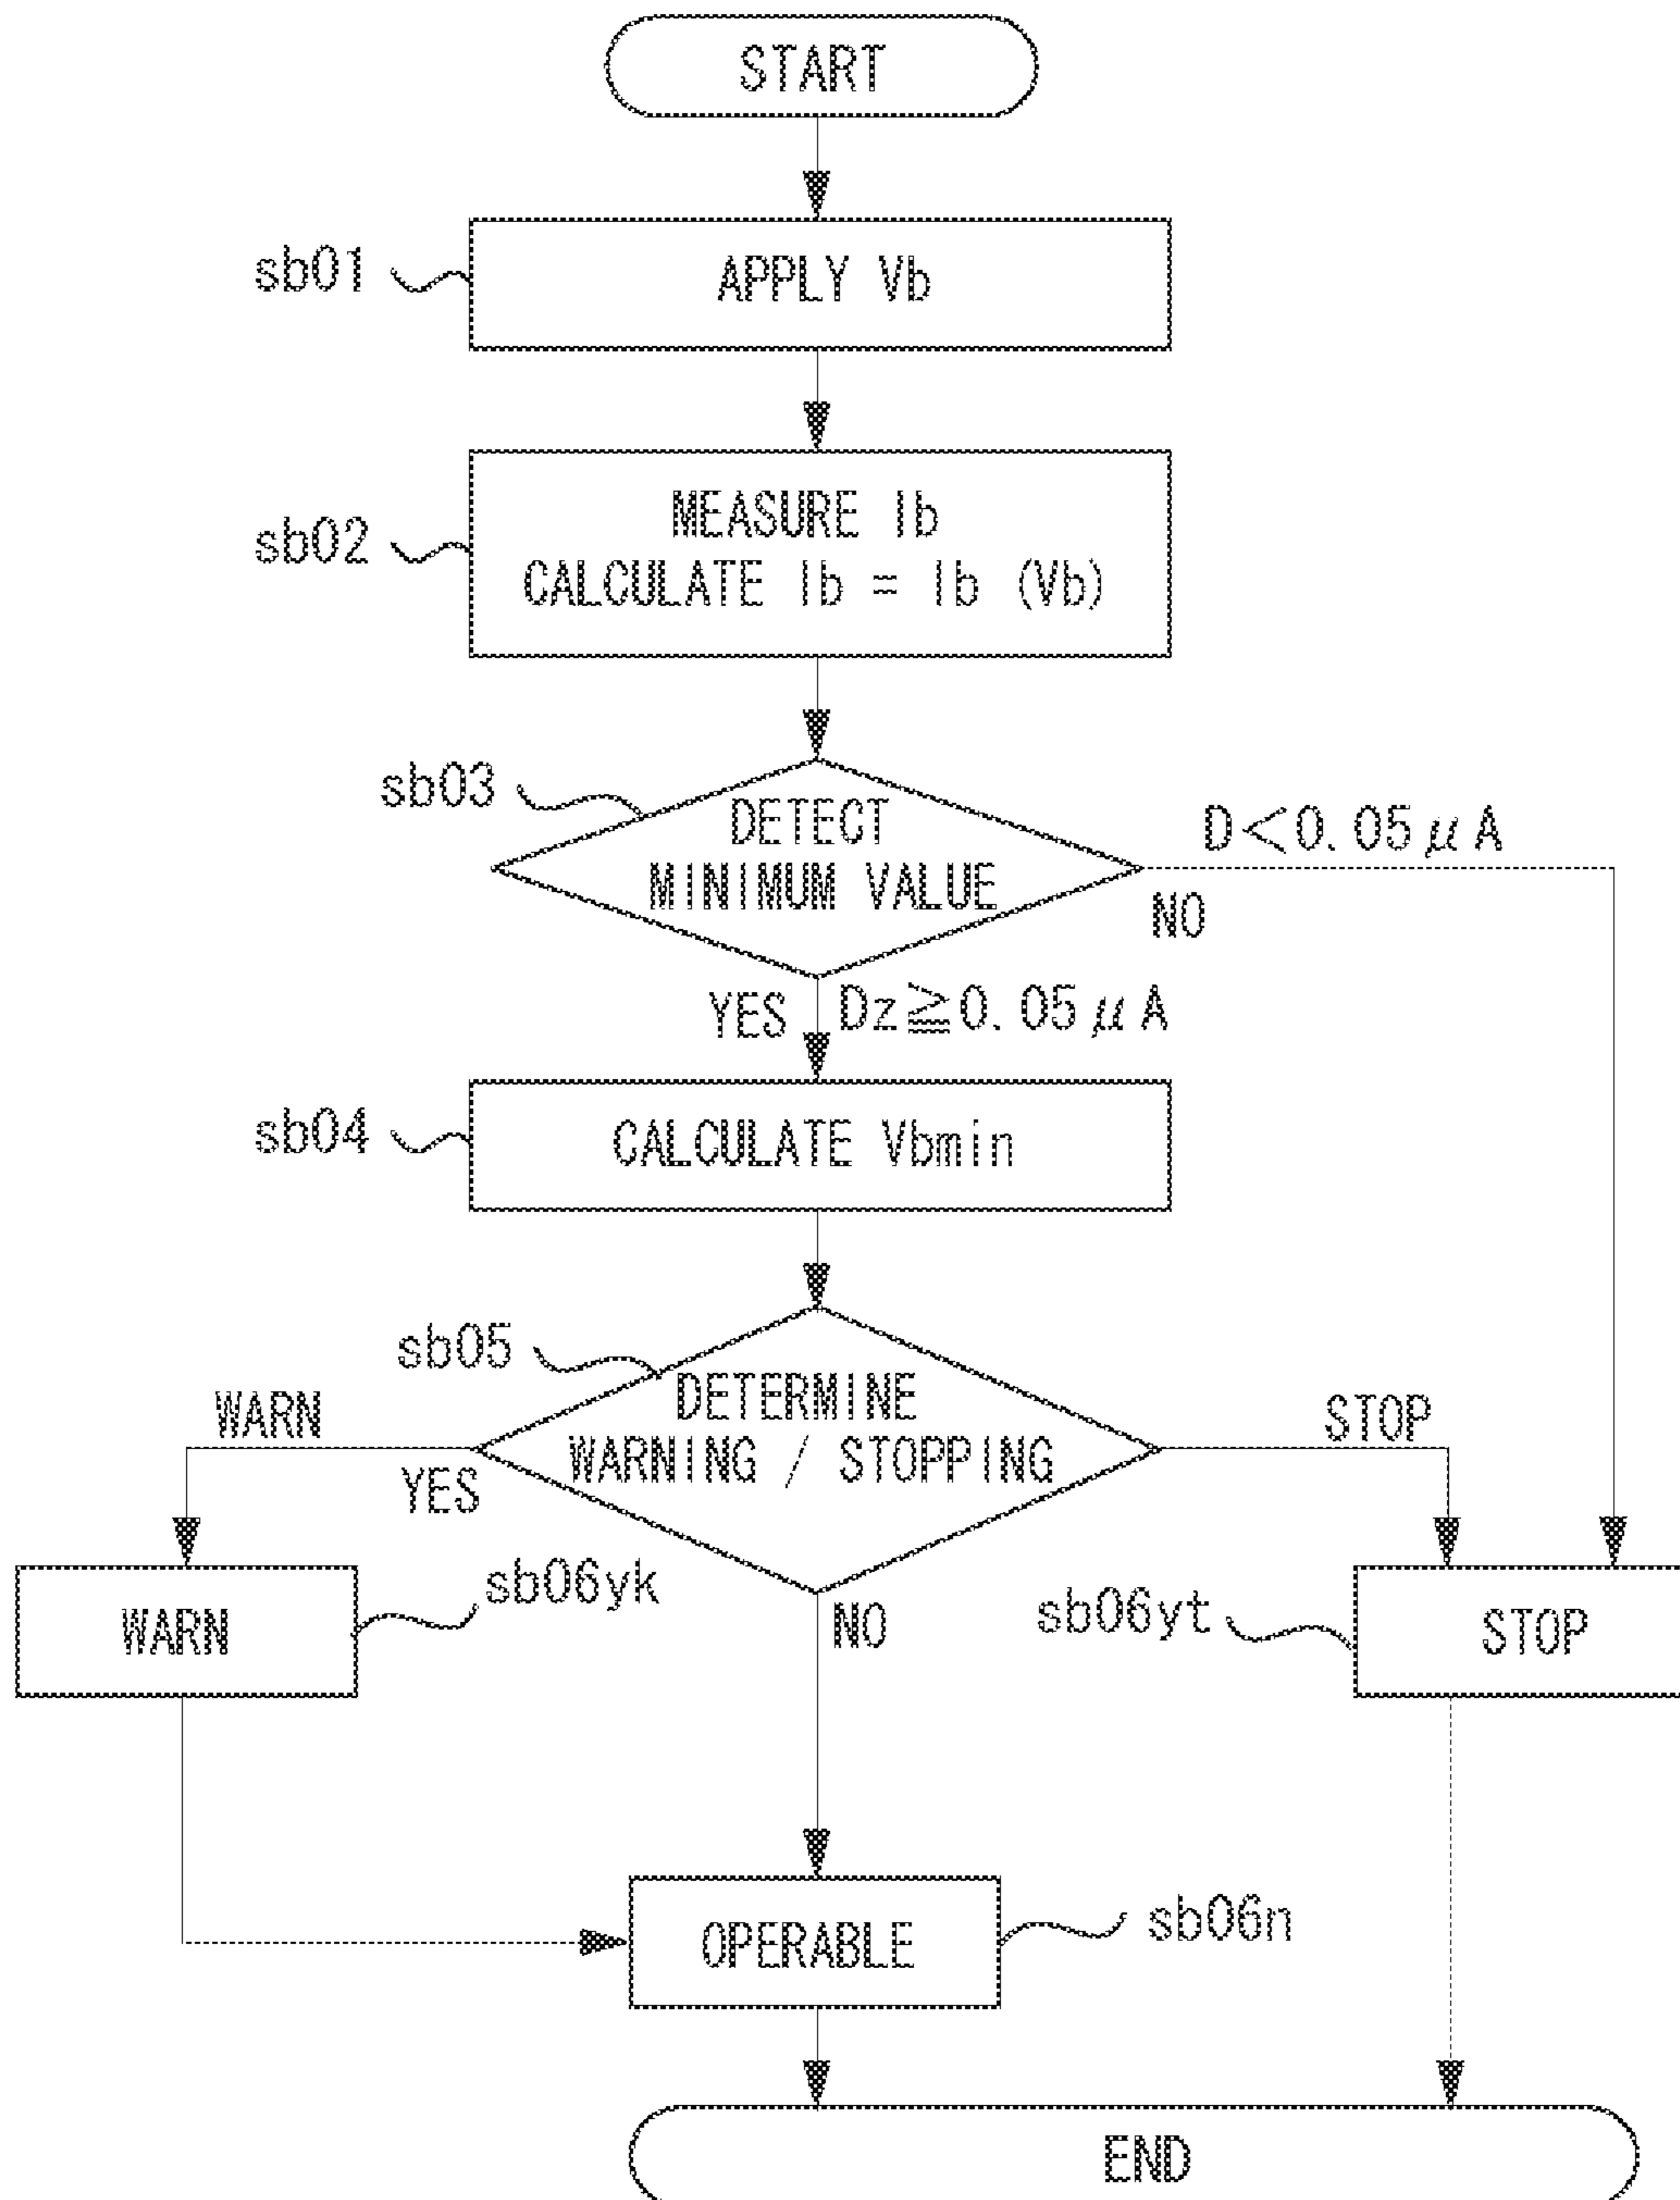 START
sb01
APPLY Vb
sb02
MEASURE Ib
CALCULATE Ib = Ib (Vb)
sb03
DETECT
MINIMUM VALUE
D<0.05μA
NO
YES
Dz≧0.05μA
sb04
CALCULATE Vbmin
sb05
DETERMINE
WARNING / STOPPING
WARN
YES
STOP
sb06yk
NO
sb06yt
WARN
STOP
OPERABLE
sb06n
END